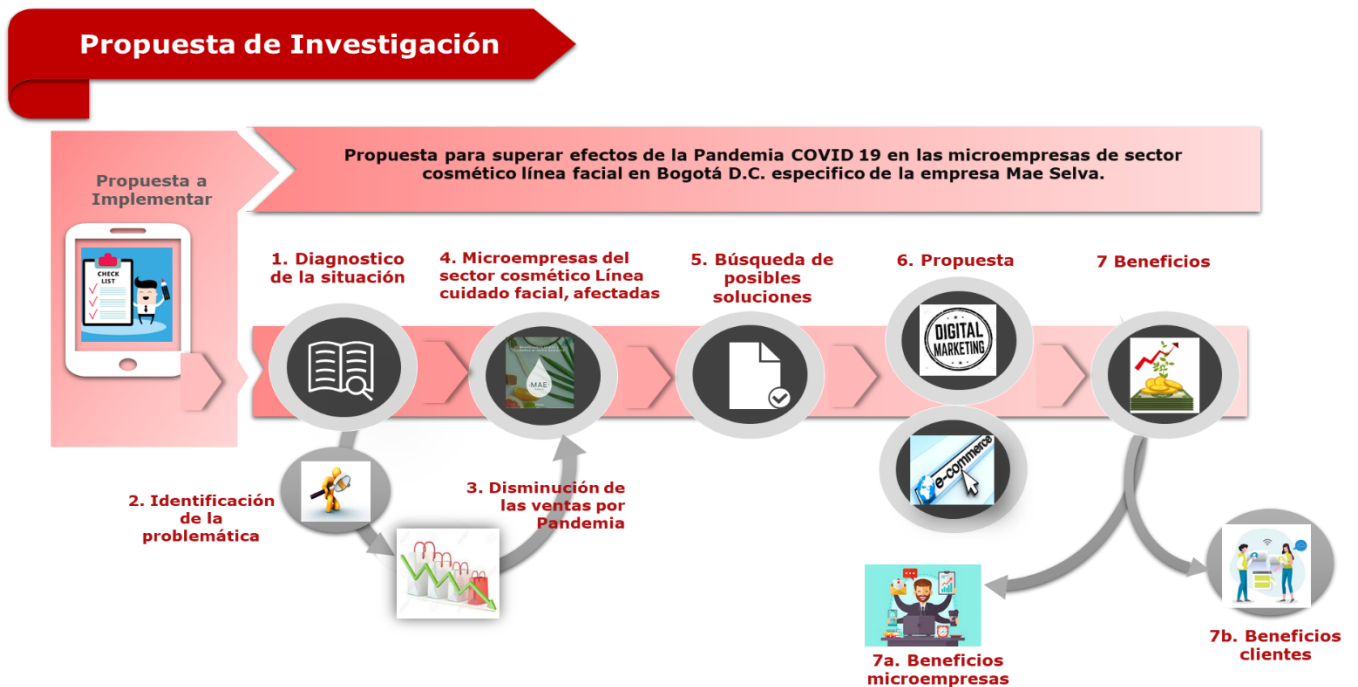 Propuesta de Investigación
Propuesta a
Implementar
Propuesta para superar efectos de la Pandemia COVID 19 en las microempresas de sector
cosmético línea facial en Bogotá D.C. especifico de la empresa Mae Selva.
CHECK
LIST
1. Diagnostico
de la situación
4. Microempresas del
sector cosmético Línea
cuidado facial, afectadas
5. Búsqueda de
posibles
soluciones
6. Propuesta
7 Beneficios
MAE
DIGITAL
MARKETING
e-commerce
2. Identificación
de la
problemática
3. Disminución de
las ventas por
Pandemia
7a. Beneficios
microempresas
7b. Beneficios
clientes